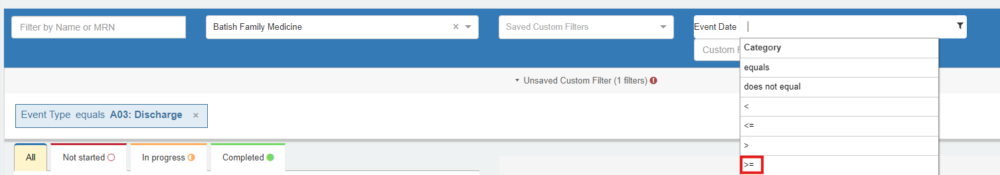 Filter by Name or MRN
Batish Family Medicine ×
Saved Custom Filters
Event Date
Custom F
Category
equals
does not equal
<
<=
>
>=
Unsaved Custom Filter (1 filters)
Event Type equals A03: Discharge ×
All
Not started
In progress
Completed